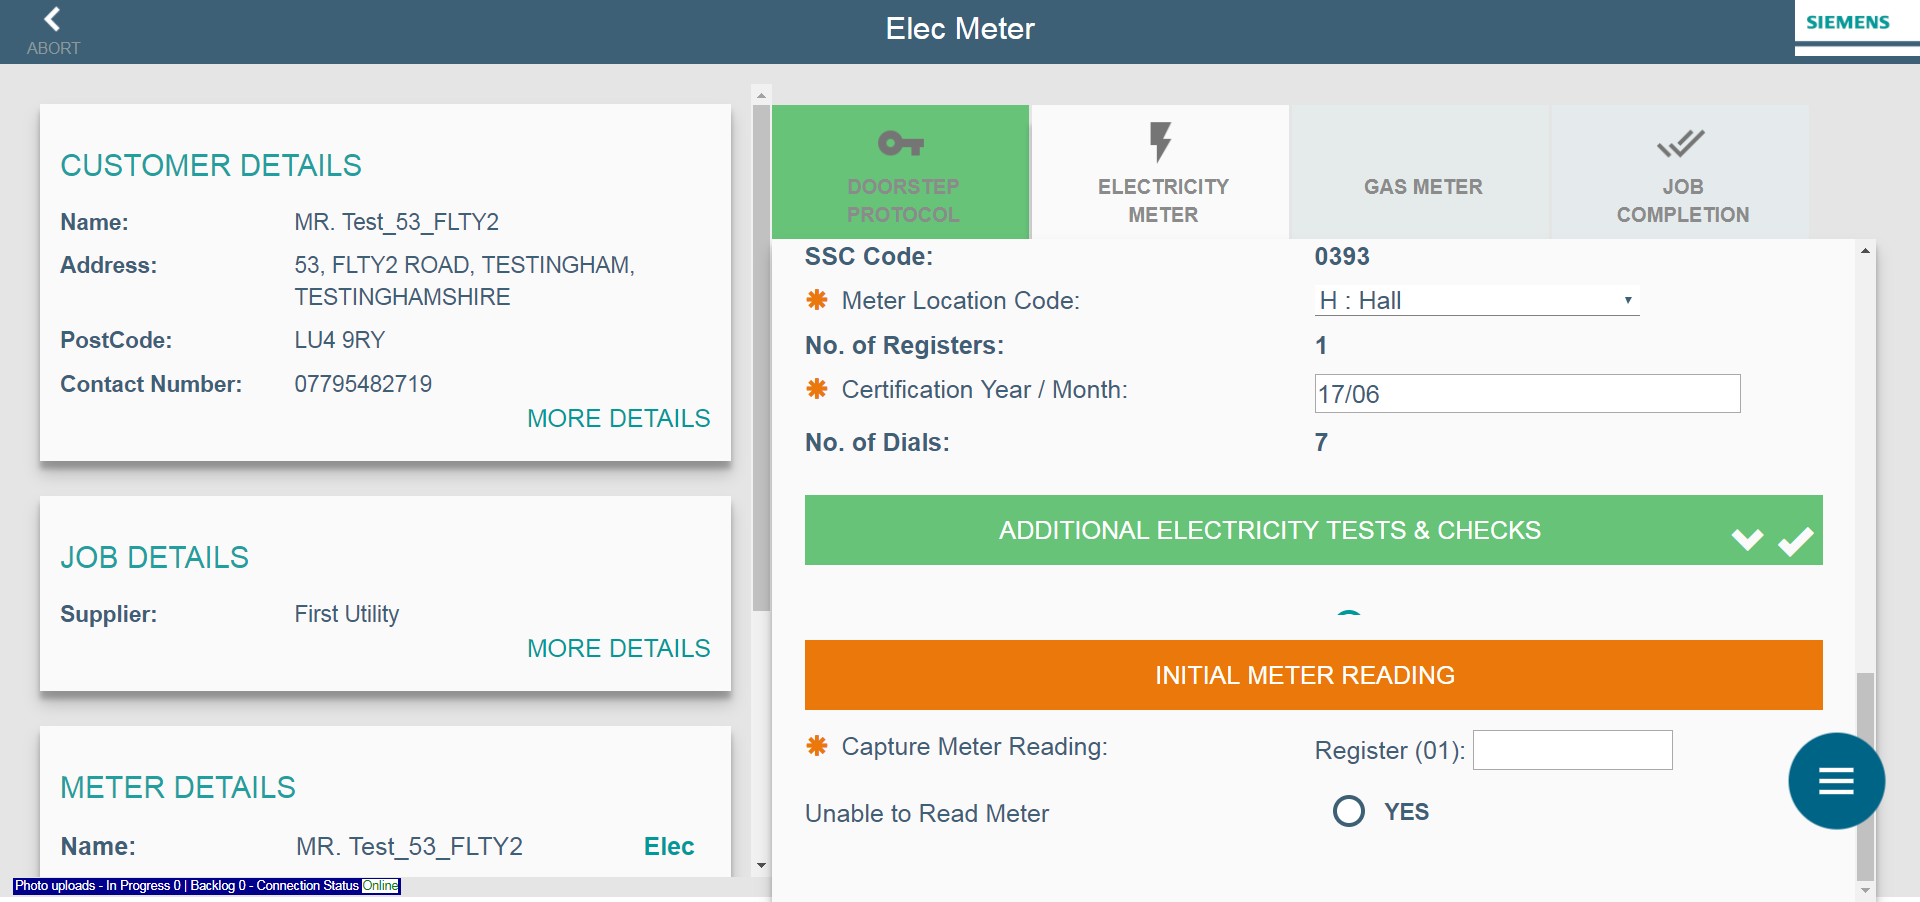 ABORT
Elec Meter
SIEMENS
CUSTOMER DETAILS
Name: MR. Test_53_FLTY2
Address: 53, FLTY2 ROAD, TESTINGHAM,
TESTINGHAMSHIRE
PostCode: LU4 9RY
Contact Number: 07795482719
MORE DETAILS
JOB DETAILS
Supplier: First Utility
MORE DETAILS
METER DETAILS
Name: MR. Test_53_FLTY2 Elec
Photo uploads - In Progress 0 | Backlog 0 - Connection Status Online
DOORSTEP
PROTOCOL
ELECTRICITY
METER
GAS METER
JOB
COMPLETION
SSC Code: 0393
Meter Location Code: H : Hall
No. of Registers: 1
Certification Year / Month: 17/06
No. of Dials: 7
ADDITIONAL ELECTRICITY TESTS & CHECKS
INITIAL METER READING
Capture Meter Reading: Register (01):
Unable to Read Meter YES